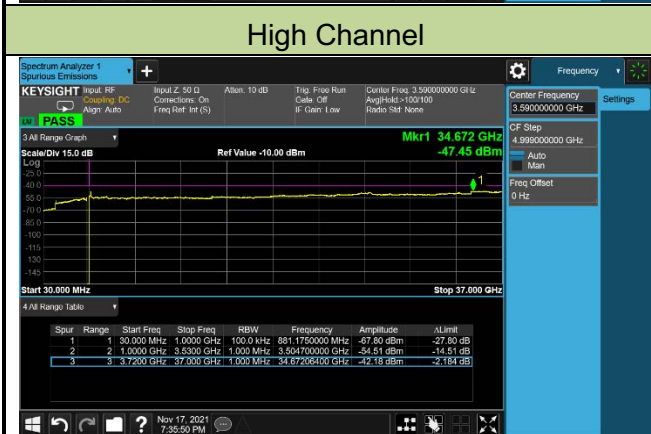 High Channel
Spectrum Analyzer 1
Spurious Emissions
+
Frequency
KEYSIGHT
Input: RF
Coupling: DC
Align: Auto
Input Z: 50 Ω
Corrections: On
Freq Ref: Int (S)
Atten: 10 dB
Trig: Free Run
Gate: Off
IF Gain: Low
Center Freq: 3.590000000 GHz
Avg|Hold:>100/100
Radio Std: None
PASS
Center Frequency
3.590000000 GHz
Settings
CF Step
4.999000000 GHz
Auto
Man
Freq Offset
0 Hz
3 All Range Graph
Mkr1 34.672 GHz
Scale/Div 15.0 dB
Ref Value -10.00 dBm
-47.45 dBm
Log
-25.0
-40.0
-55.0
-70.0
-85.0
-100
-115
-130
-145
1
Start 30.000 MHz
Stop 37.000 GHz
4 All Range Table
Spur Range Start Freq Stop Freq RBW Frequency Amplitude ΔLimit
1 1 30.000 MHz 1.0000 GHz 100.0 kHz 881.1750000 MHz -67.80 dBm -27.80 dB
2 2 1.0000 GHz 3.5300 GHz 1.000 MHz 3.504700000 GHz -54.51 dBm -14.51 dB
3 3 3.7200 GHz 37.000 GHz 1.000 MHz 34.67206400 GHz -42.18 dBm -2.184 dB
?
Nov 17, 2021
7:35:50 PM